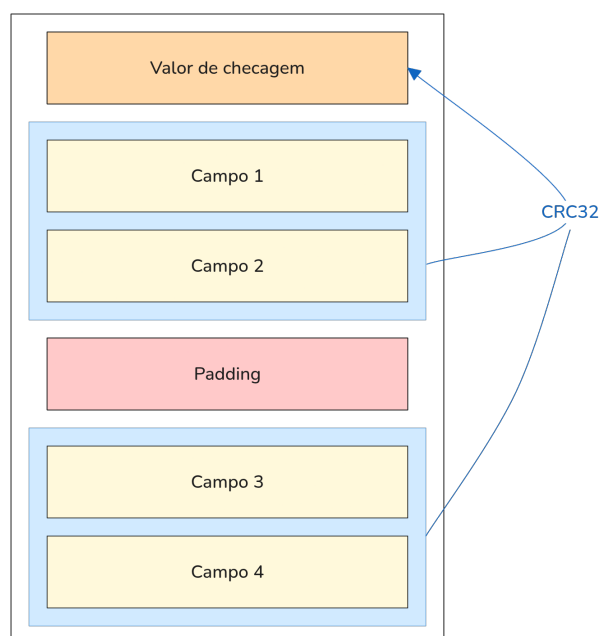 Valor de checagem
Campo 1
CRC32
Campo 2
Padding
Campo 3
Campo 4